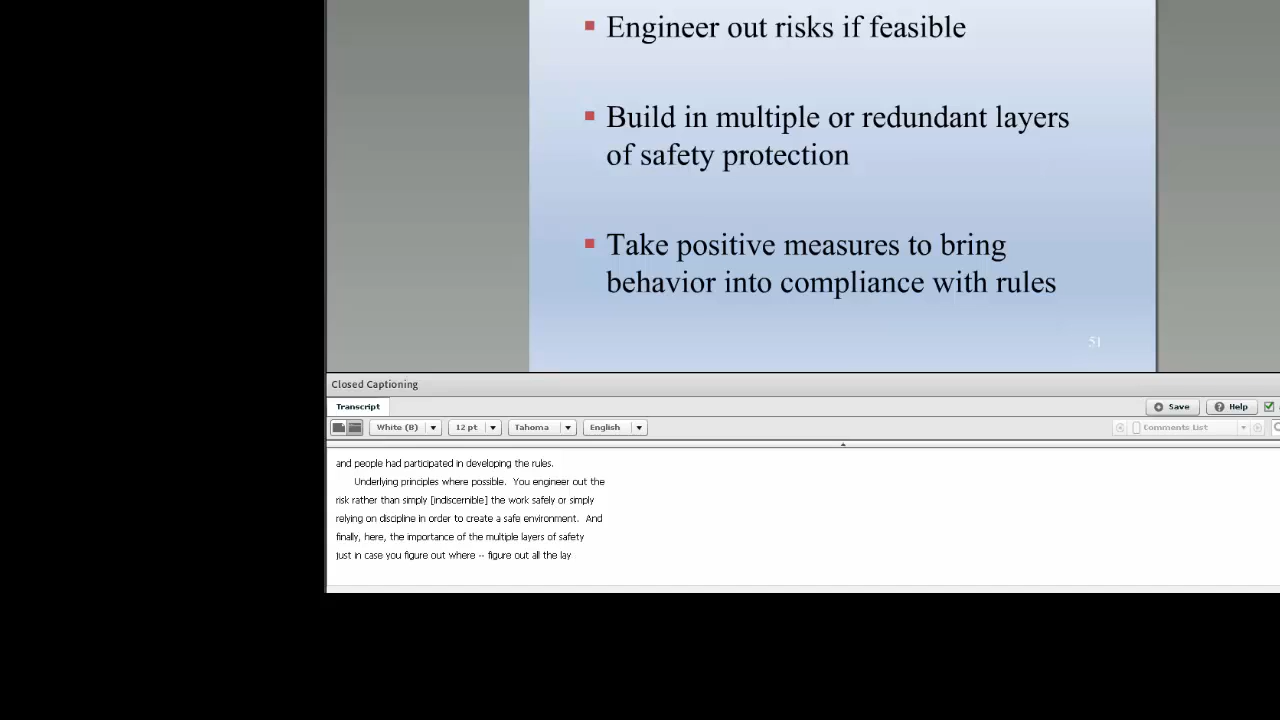 Engineer out risks if feasible
Build in multiple or redundant layers
of safety protection
Take positive measures to bring
behavior into compliance with rules
51
Closed Captioning
Transcript
Save
Help
White (B)
12 pt
Tahoma
English
Comments List
and people had participated in developing the rules.
Underlying principles where possible.  You engineer out the
risk rather than simply [indiscernible] the work safely or simply
relying on discipline in order to create a safe environment.  And
finally, here, the importance of the multiple layers of safety
just in case you figure out where -- figure out all the lay